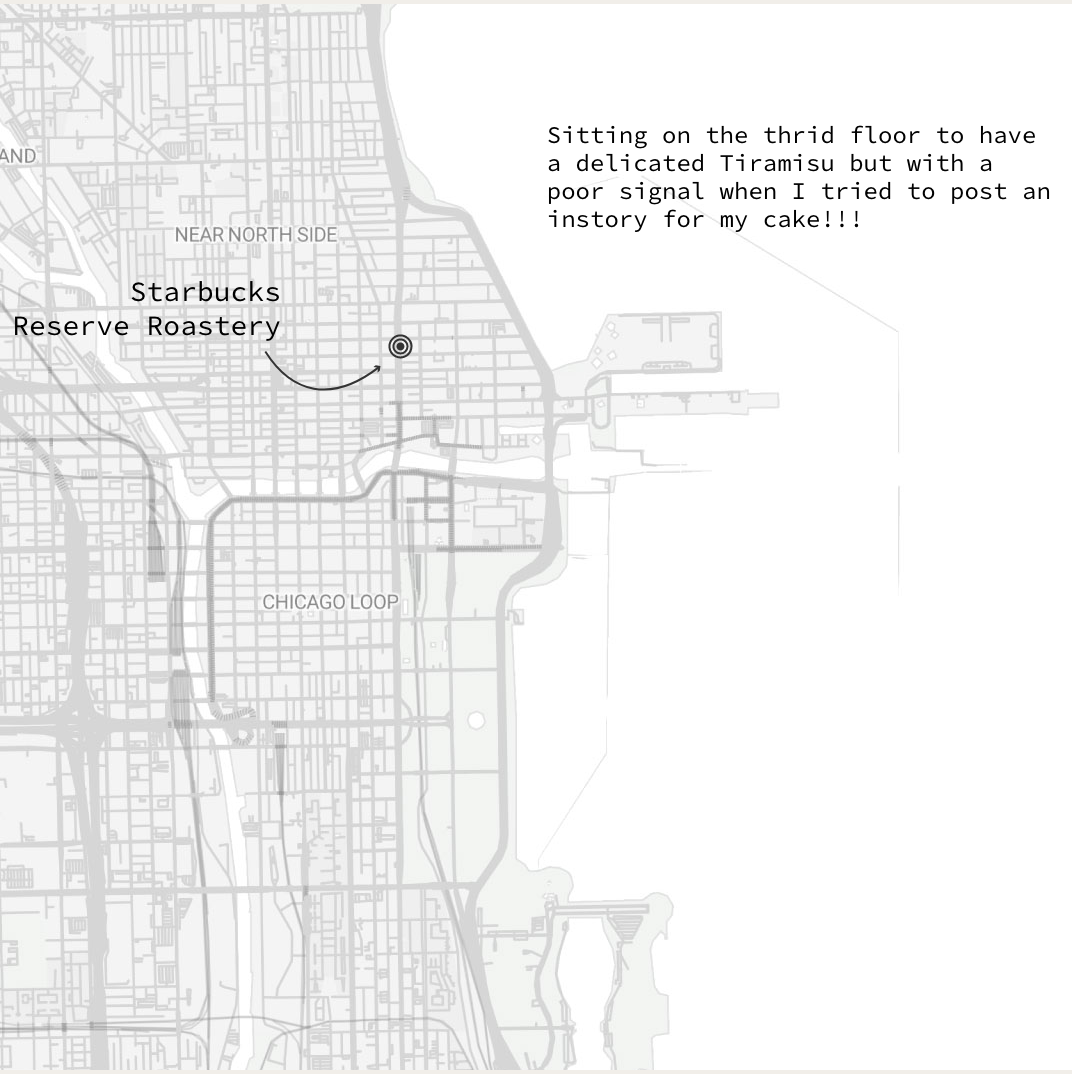 Sitting on the thrid floor to have
a delicated Tiramisu but with a
poor signal when I tried to post an
instory for my cake!!!
AND
NEAR NORTH SIDE
Starbucks
Reserve Roastery
CHICAGO LOOP